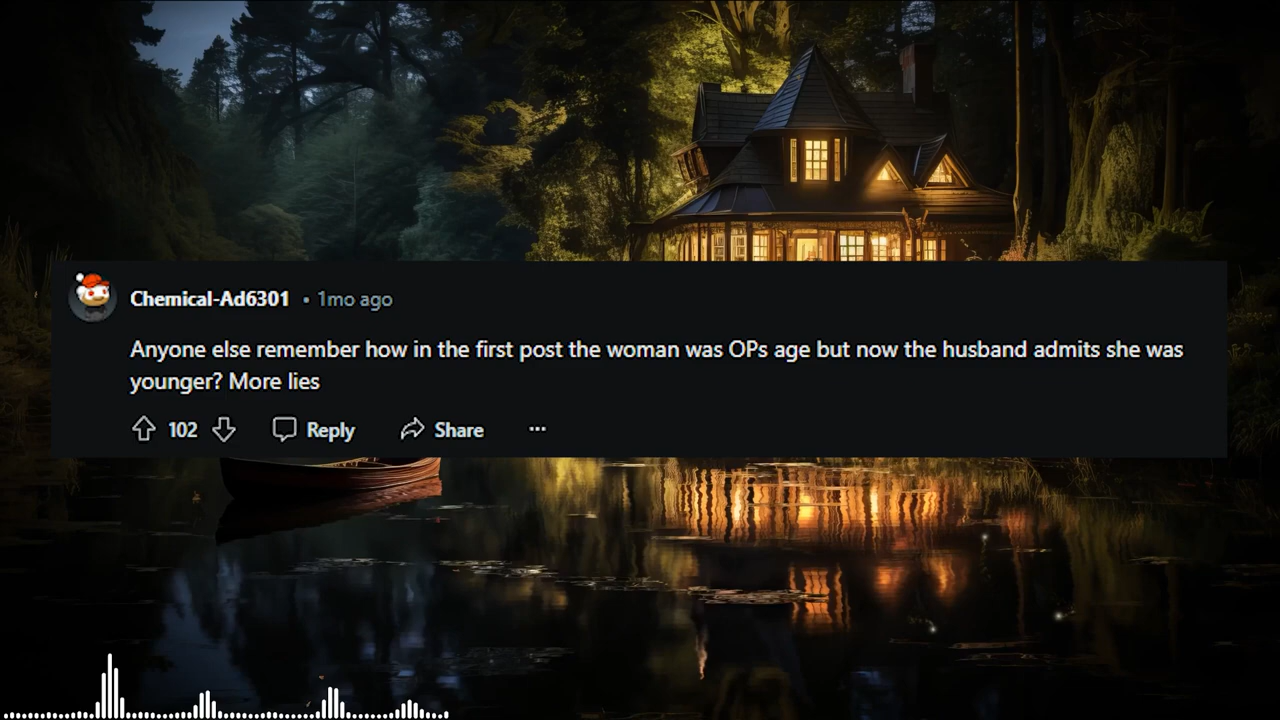 Chemical-Ad6301 • 1mo ago
Anyone else remember how in the first post the woman was OPs age but now the husband admits she was
younger? More lies
102 Reply Share ...